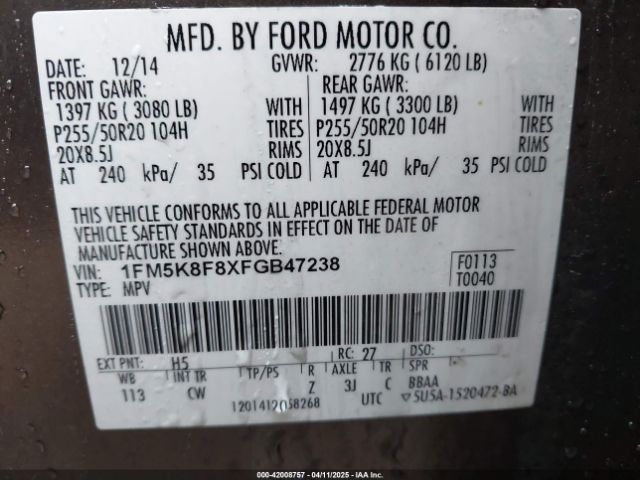 MFD. BY FORD MOTOR CO.
DATE: 12/14 GVWR: 2776 KG ( 6120 LB)
FRONT GAWR: REAR GAWR:
1397 KG ( 3080 LB) WITH 1497 KG ( 3300 LB) WITH
P255/50R20 104H TIRES P255/50R20 104H TIRES
20X8.5J RIMS 20X8.5J RIMS
AT 240 kPa/ 35 PSI COLD AT 240 kPa/ 35 PSI COLD
THIS VEHICLE CONFORMS TO ALL APPLICABLE FEDERAL MOTOR
VEHICLE SAFETY STANDARDS IN EFFECT ON THE DATE OF
MANUFACTURE SHOWN ABOVE.
VIN: 1FM5K8F8XFGB47238 F0113
TYPE: MPV T0040
EXT PNT: H5 RC: 27 DSO:
WB INT TR TP/PS R AXLE TR SPR
113 CW Z 3J C BBAA
1201412058268 UTC ▽5U5A-1520472-BA
000-42008757 - 04/11/2025 - IAAI.COM